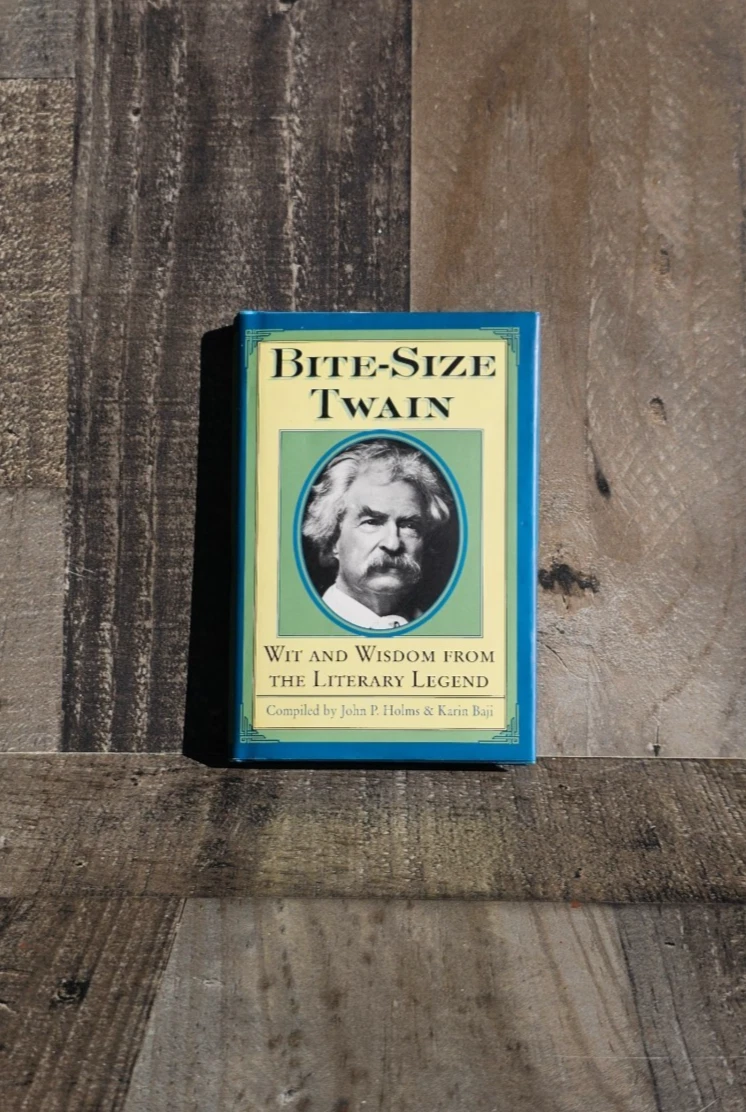 Bite-Size
Twain
Wit and Wisdom from
the Literary Legend
Compiled by John P. Holms & Karin Baji